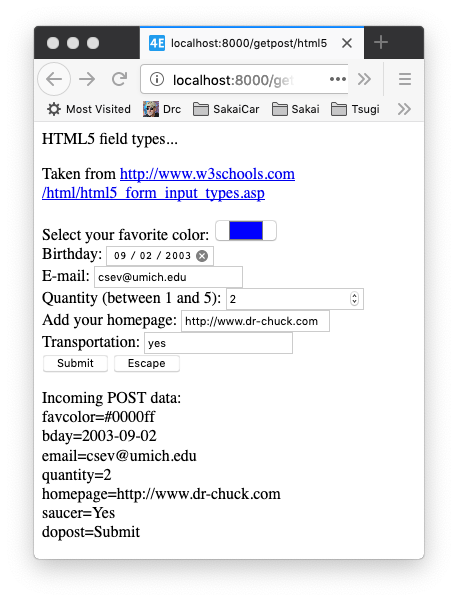 4E localhost:8000/getpost/html5
localhost:8000/get
Most Visited Drc SakaiCar Sakai Tsugi
HTML5 field types...
Taken from http://www.w3schools.com
/html/html5_form_input_types.asp
Select your favorite color:
Birthday: 09 / 02 / 2003
E-mail: csev@umich.edu
Quantity (between 1 and 5): 2
Add your homepage: http://www.dr-chuck.com
Transportation: yes
Submit Escape
Incoming POST data:
favcolor=#0000ff
bday=2003-09-02
email=csev@umich.edu
quantity=2
homepage=http://www.dr-chuck.com
saucer=Yes
dopost=Submit